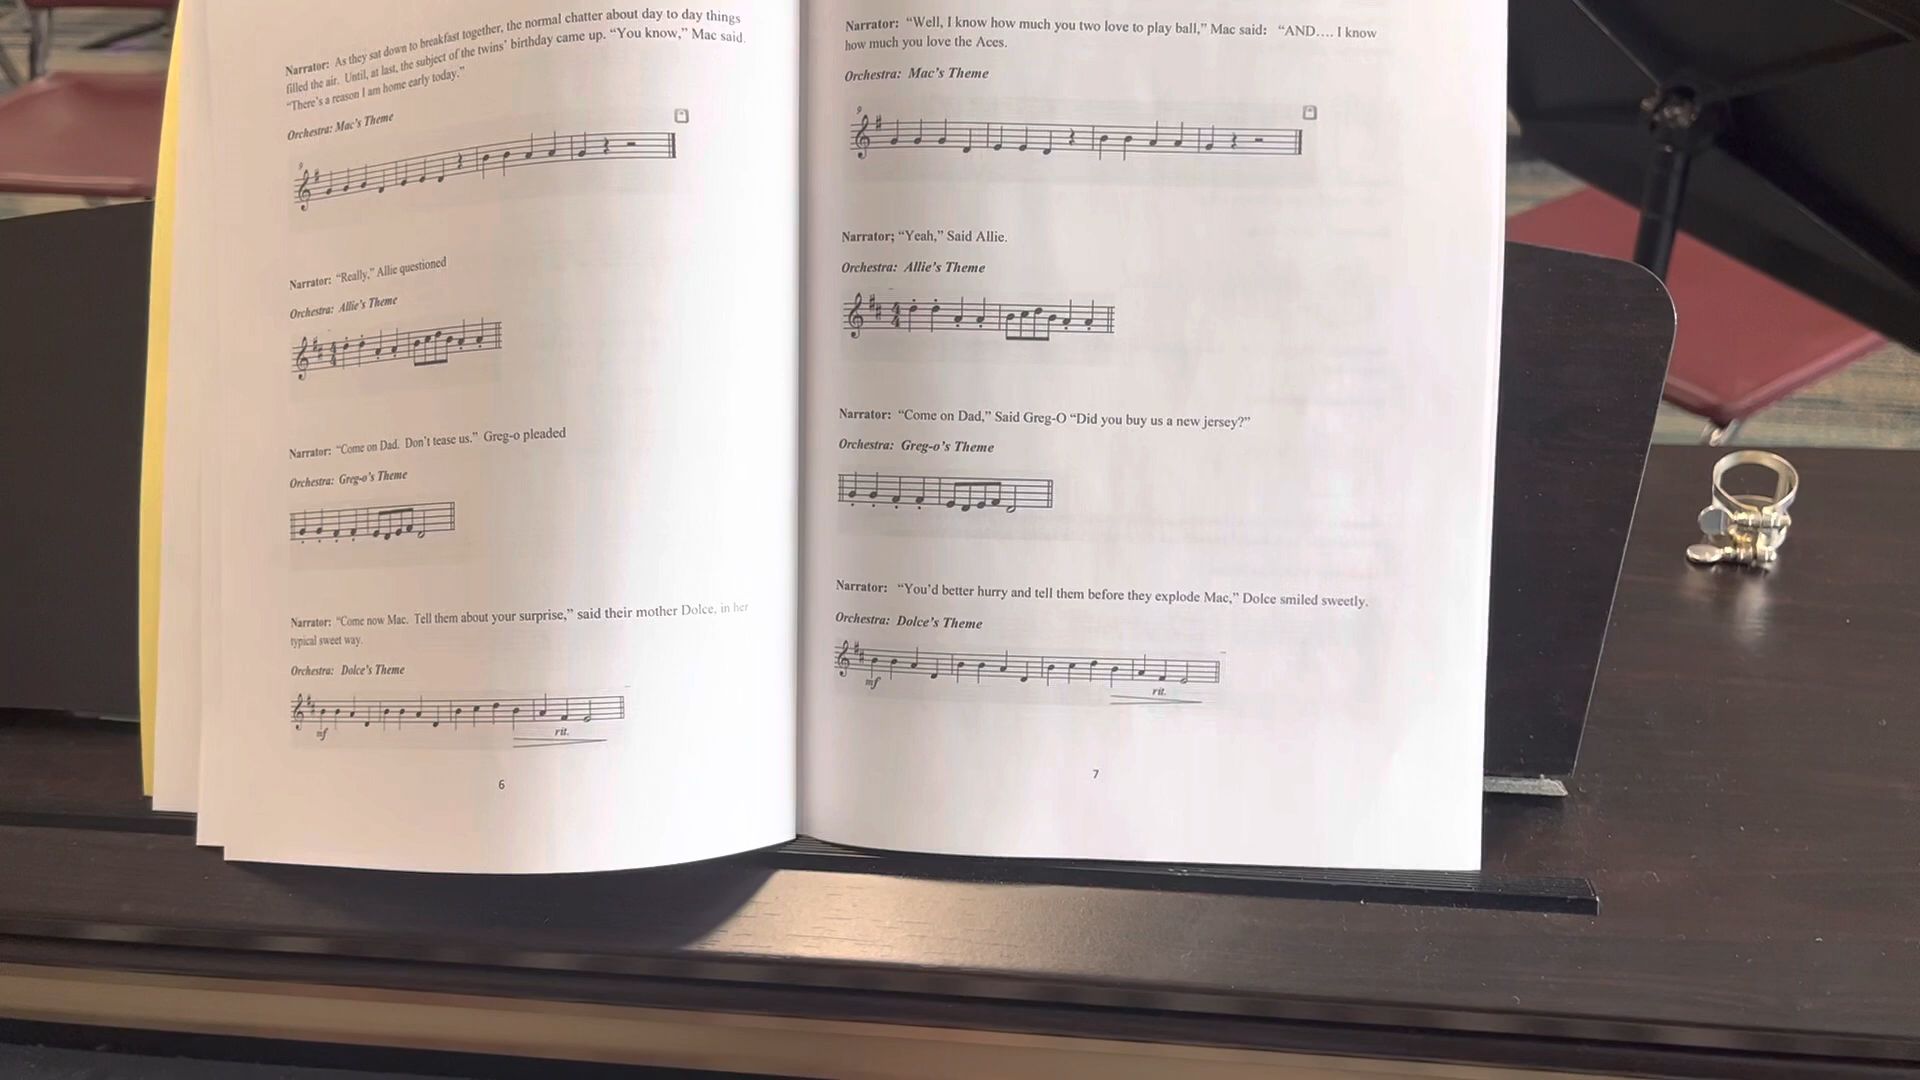 Narrator: As they sat down to breakfast together, the normal chatter about day to day things
filled the air. Until, at last, the subject of the twins’ birthday came up. “You know,” Mac said.
“There’s a reason I am home early today.”
Orchestra: Mac’s Theme
9
Narrator: “Really,” Allie questioned
Orchestra: Allie’s Theme
4
4
Narrator: “Come on Dad. Don’t tease us.” Greg-o pleaded
Orchestra: Greg-o’s Theme
Narrator: “Come now Mac. Tell them about your surprise,” said their mother Dolce, in her
typical sweet way.
Orchestra: Dolce’s Theme
mf
rit.
6
Narrator: “Well, I know how much you two love to play ball,” Mac said: “AND…. I know
how much you love the Aces.
Orchestra: Mac’s Theme
9
Narrator; “Yeah,” Said Allie.
Orchestra: Allie’s Theme
4
4
Narrator: “Come on Dad,” Said Greg-O “Did you buy us a new jersey?”
Orchestra: Greg-o’s Theme
Narrator: “You’d better hurry and tell them before they explode Mac,” Dolce smiled sweetly.
Orchestra: Dolce’s Theme
mf
rit.
7